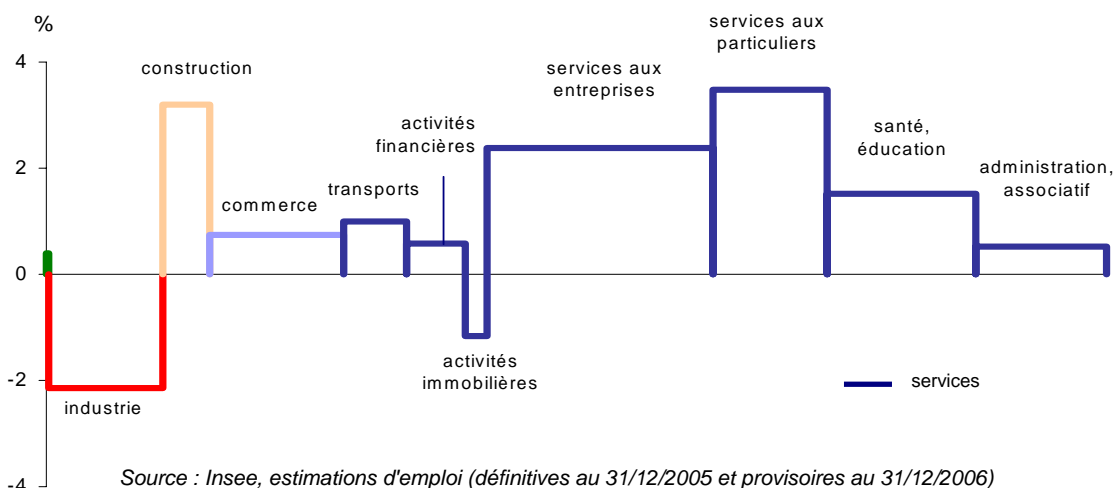 %
4
2
0
-2
-4
construction
commerce
transports
activités
financières
services aux
entreprises
services aux
particuliers
santé,
éducation
administration,
associatif
activités
immobilières
industrie
services
Source : Insee, estimations d'emploi (définitives au 31/12/2005 et provisoires au 31/12/2006)